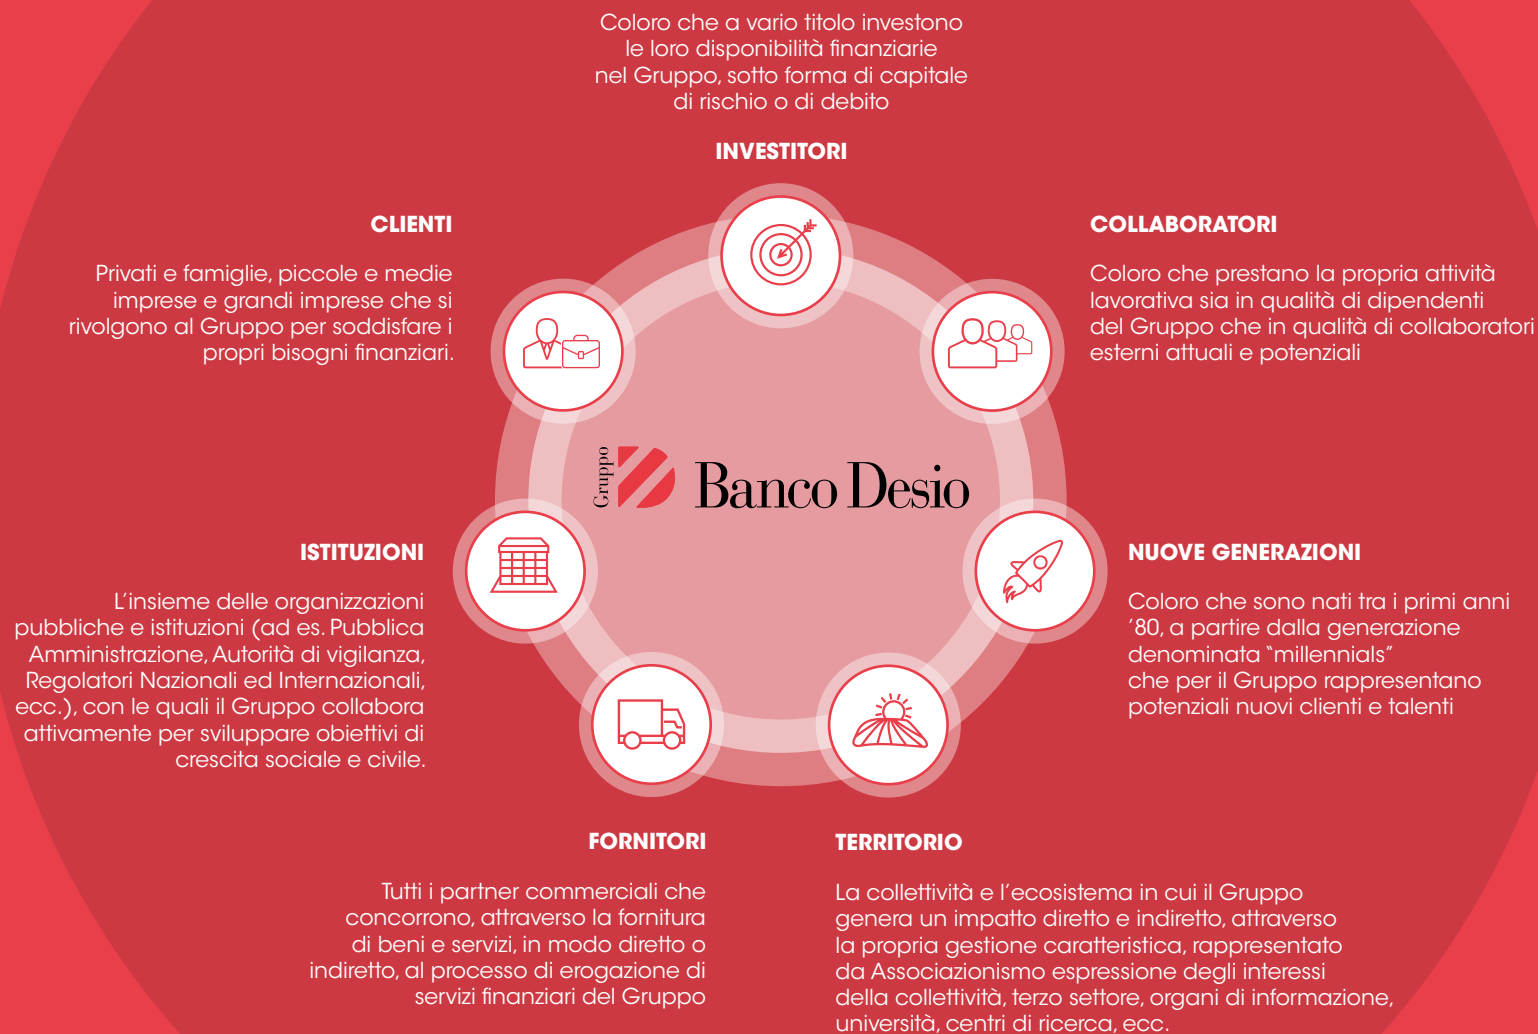 Coloro che a vario titolo investono
le loro disponibilità finanziarie
nel Gruppo, sotto forma di capitale
di rischio o di debito
INVESTITORI
CLIENTI
Privati e famiglie, piccole e medie
imprese e grandi imprese che si
rivolgono al Gruppo per soddisfare i
propri bisogni finanziari.
COLLABORATORI
Coloro che prestano la propria attività
lavorativa sia in qualità di dipendenti
del Gruppo che in qualità di collaboratori
esterni attuali e potenziali
Gruppo
Banco Desio
ISTITUZIONI
L'insieme delle organizzazioni
pubbliche e istituzioni (ad es. Pubblica
Amministrazione, Autorità di vigilanza,
Regolatori Nazionali ed Internazionali,
ecc.), con le quali il Gruppo collabora
attivamente per sviluppare obiettivi di
crescita sociale e civile.
NUOVE GENERAZIONI
Coloro che sono nati tra i primi anni
'80, a partire dalla generazione
denominata "millennials"
che per il Gruppo rappresentano
potenziali nuovi clienti e talenti
FORNITORI
Tutti i partner commerciali che
concorrono, attraverso la fornitura
di beni e servizi, in modo diretto o
indiretto, al processo di erogazione di
servizi finanziari del Gruppo
TERRITORIO
La collettività e l'ecosistema in cui il Gruppo
genera un impatto diretto e indiretto, attraverso
la propria gestione caratteristica, rappresentato
da Associazionismo espressione degli interessi
della collettività, terzo settore, organi di informazione,
università, centri di ricerca, ecc.